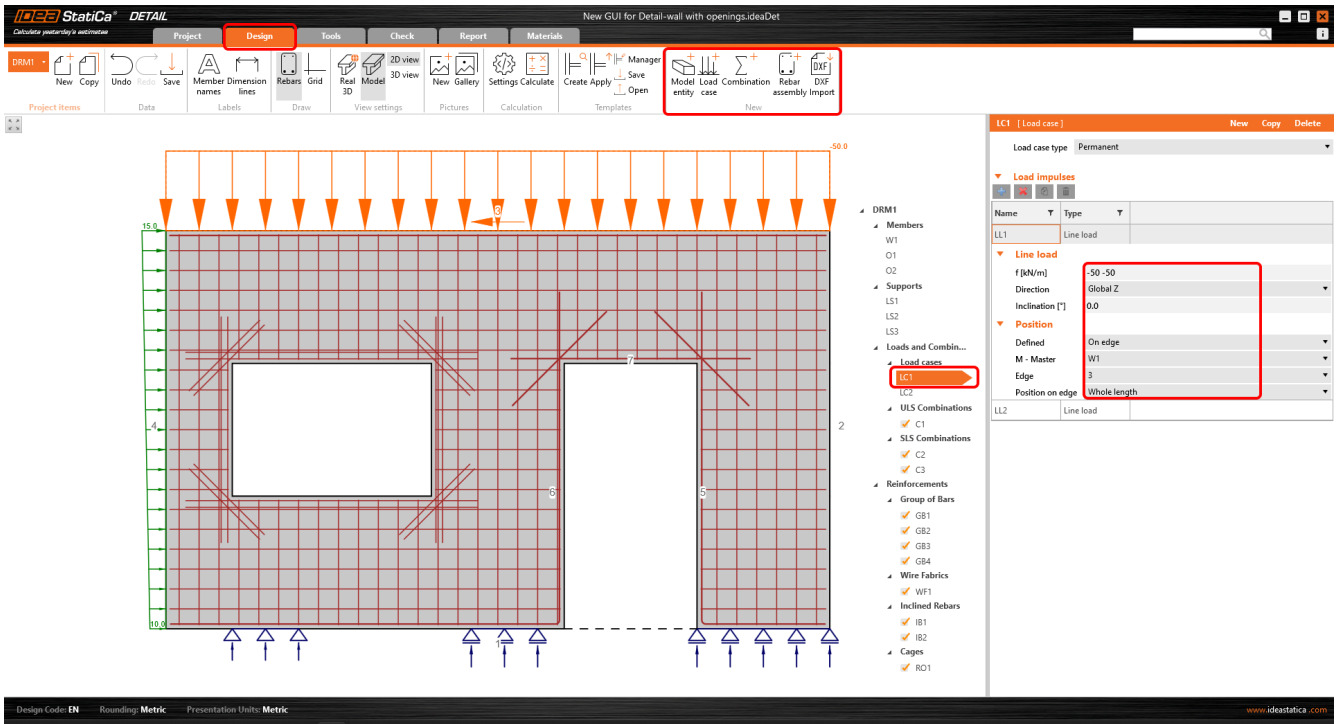 IDEA StatiCa® DETAIL
New GUI for Detail-wall with openings.ideaDet
Calculate yesterday's estimates
Project Design Tools Check Report Materials
DRM1
New Copy Undo Redo Save Member names Dimension lines Rebars Grid Real 3D Model 2D view 3D view New Gallery Settings Calculate Create Apply Manager Save Open Model entity Load case Combination Rebar assembly DXF Import
Project items Data Labels Draw View settings Pictures Calculation Templates New
-50.0
3
15.0
7
4
2
6
5
10.0
1
DRM1
Members
W1
O1
O2
Supports
LS1
LS2
LS3
Loads and Combin...
Load cases
LC1
LC2
ULS Combinations
C1
SLS Combinations
C2
C3
Reinforcements
Group of Bars
GB1
GB2
GB3
GB4
Wire Fabrics
WF1
Inclined Rebars
IB1
IB2
Cages
RO1
LC1 [ Load case ] New Copy Delete
Load case type Permanent
Load impulses
Name Type
LL1 Line load
Line load
f [kN/m] -50 -50
Direction Global Z
Inclination [°] 0.0
Position
Defined On edge
M - Master W1
Edge 3
Position on edge Whole length
LL2 Line load
Design Code: EN Rounding: Metric Presentation Units: Metric
www.ideastatica.com